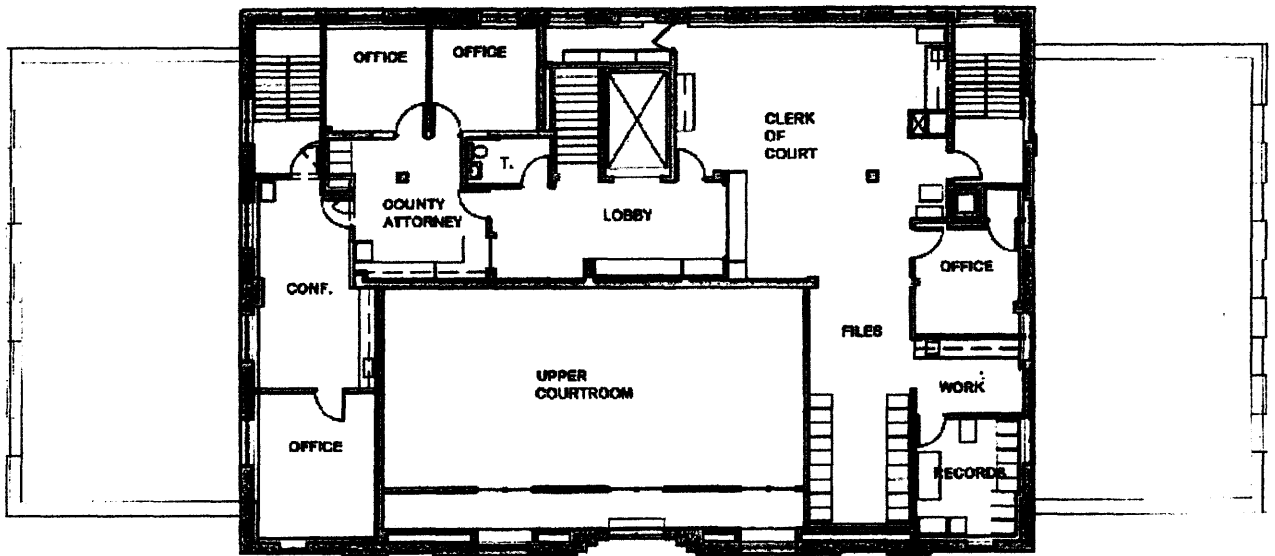 OFFICE
OFFICE
CLERK
OF
COURT
T.
COUNTY
ATTORNEY
LOBBY
OFFICE
CONF.
FILES
UPPER
COURTROOM
WORK
OFFICE
RECORDS